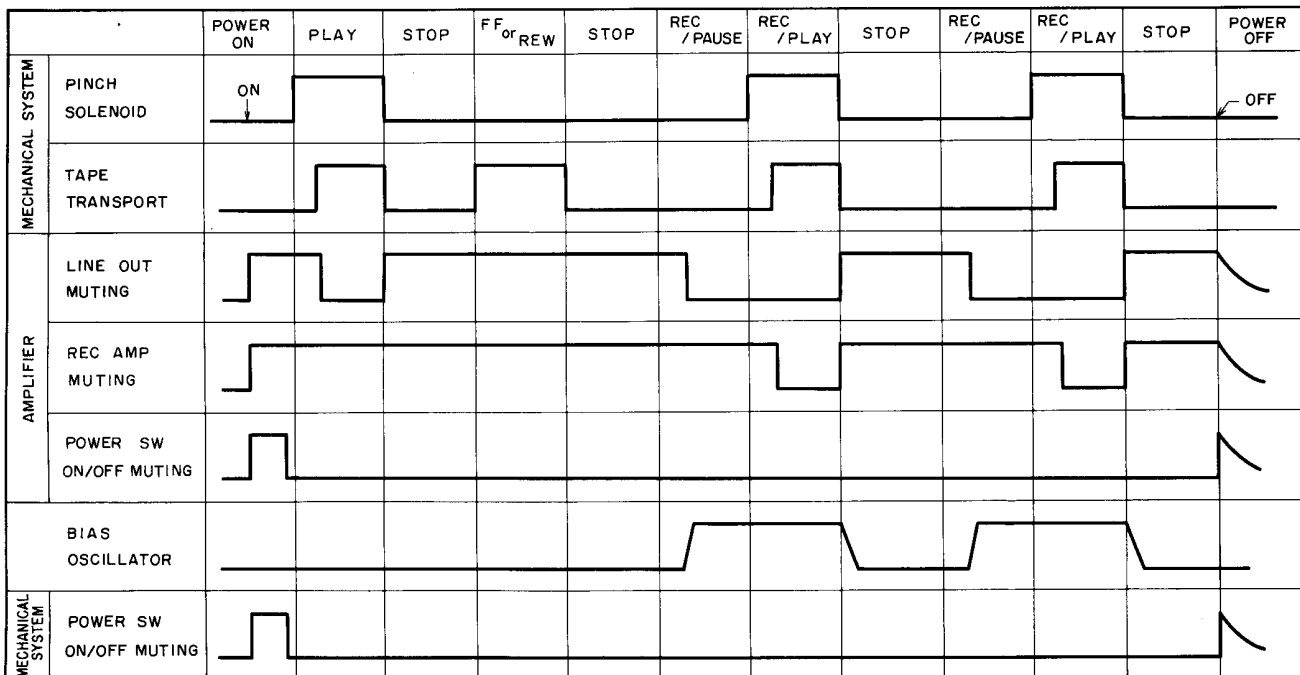 POWER ON
PLAY
STOP
FF or REW
STOP
REC /PAUSE
REC /PLAY
STOP
REC /PAUSE
REC /PLAY
STOP
POWER OFF
MECHANICAL SYSTEM
PINCH SOLENOID
ON
OFF
TAPE TRANSPORT
AMPLIFIER
LINE OUT MUTING
REC AMP MUTING
POWER SW ON/OFF MUTING
BIAS OSCILLATOR
MECHANICAL SYSTEM
POWER SW ON/OFF MUTING